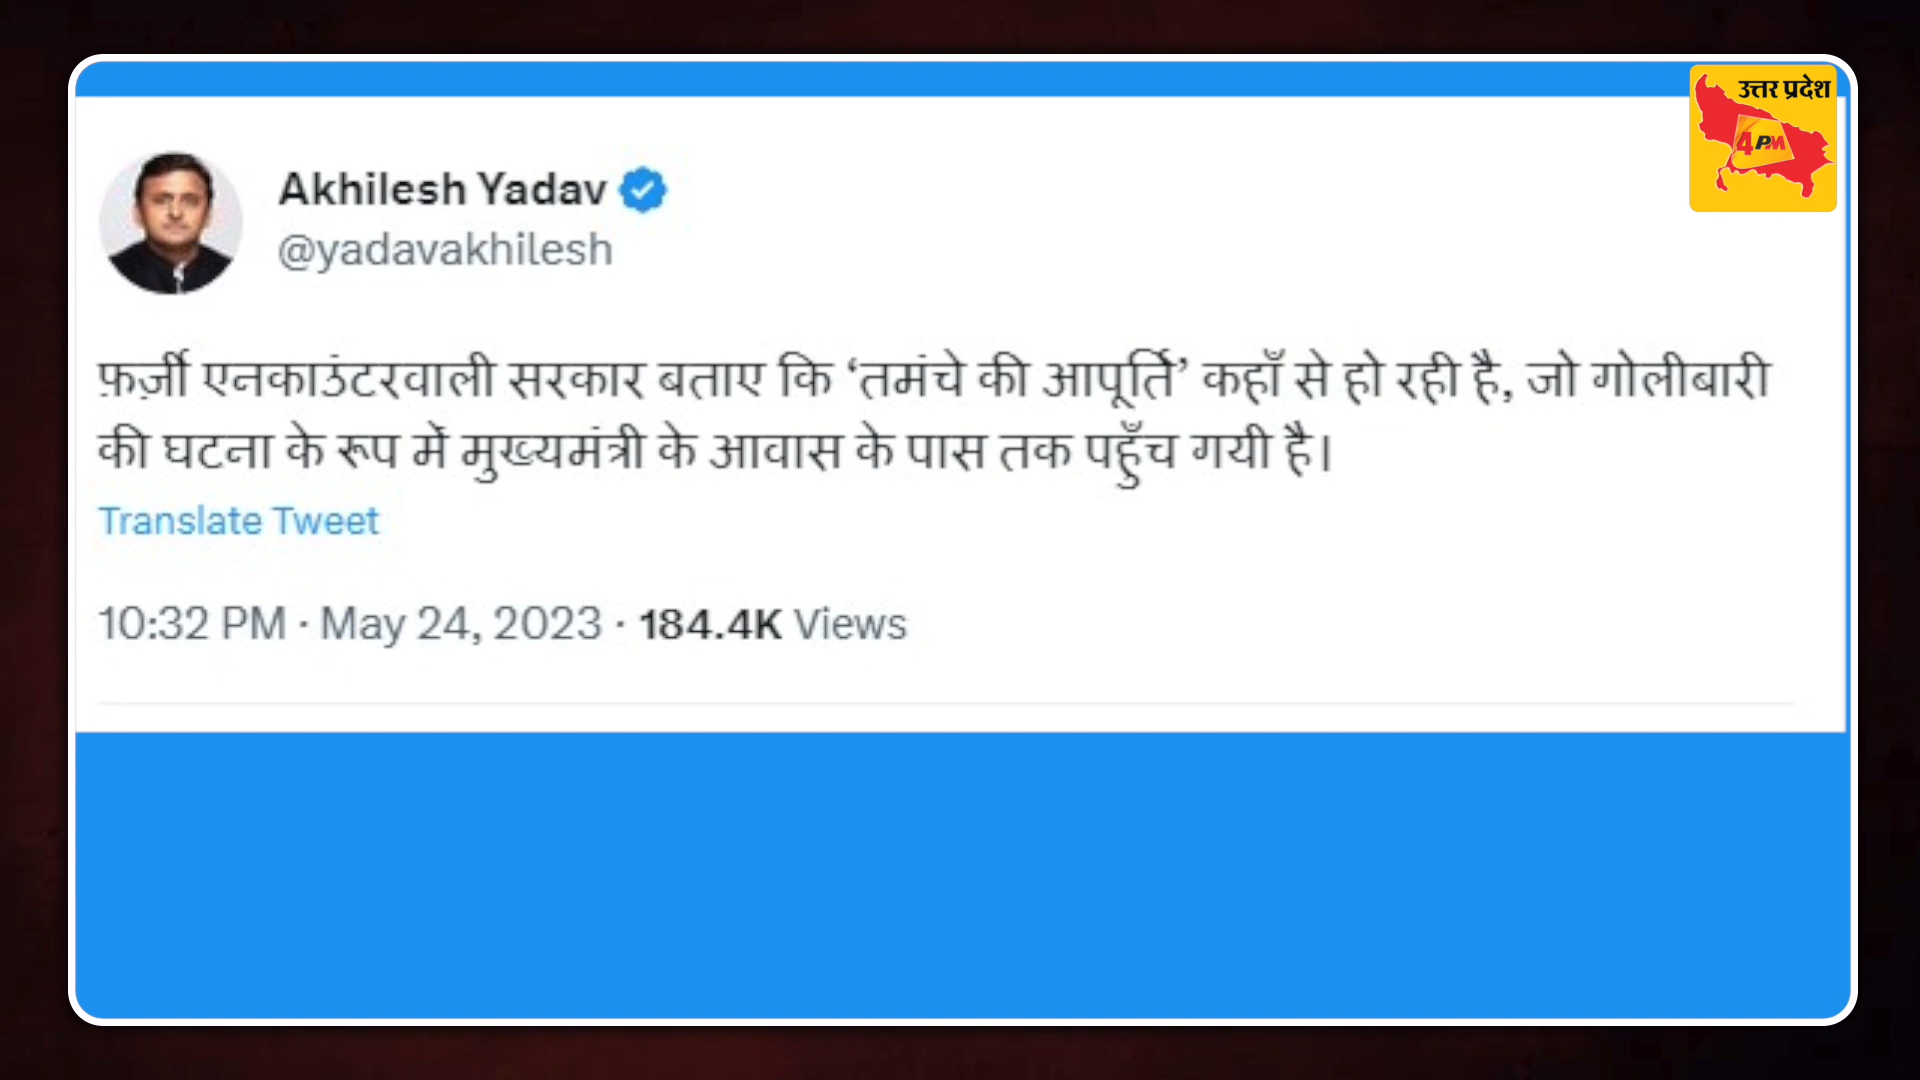 उत्तर प्रदेश
4PM
Akhilesh Yadav
@yadavakhilesh
फ़र्ज़ी एनकाउंटरवाली सरकार बताए कि ‘तमंचे की आपूर्ति’ कहाँ से हो रही है, जो गोलीबारी
की घटना के रूप में मुख्यमंत्री के आवास के पास तक पहुँच गयी है।
Translate Tweet
10:32 PM · May 24, 2023 · 184.4K Views